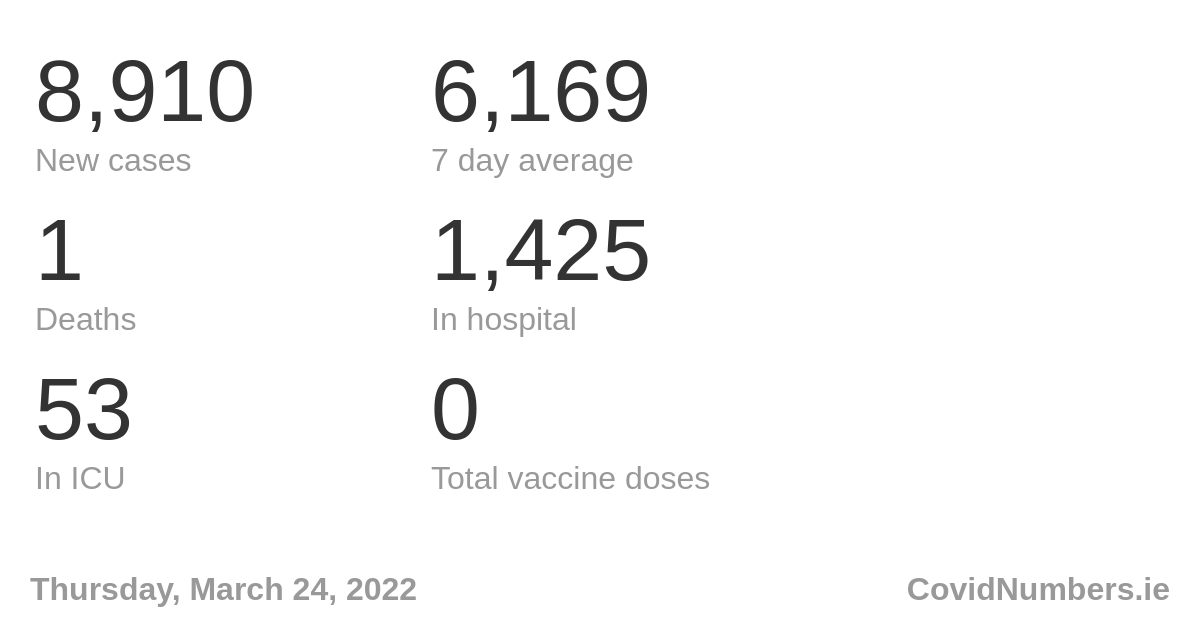 8,910
New cases
6,169
7 day average
1
Deaths
1,425
In hospital
53
In ICU
0
Total vaccine doses
Thursday, March 24, 2022
CovidNumbers.ie